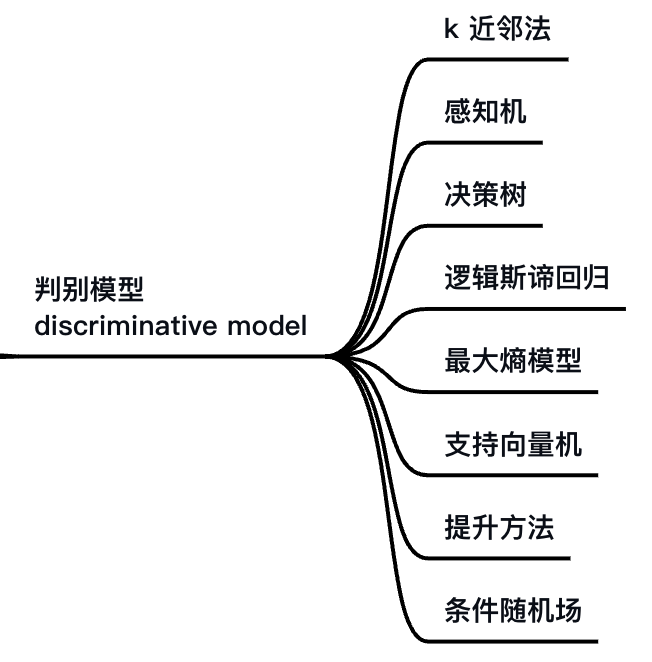 k 近邻法
感知机
决策树
逻辑斯谛回归
判别模型
discriminative model
最大熵模型
支持向量机
提升方法
条件随机场